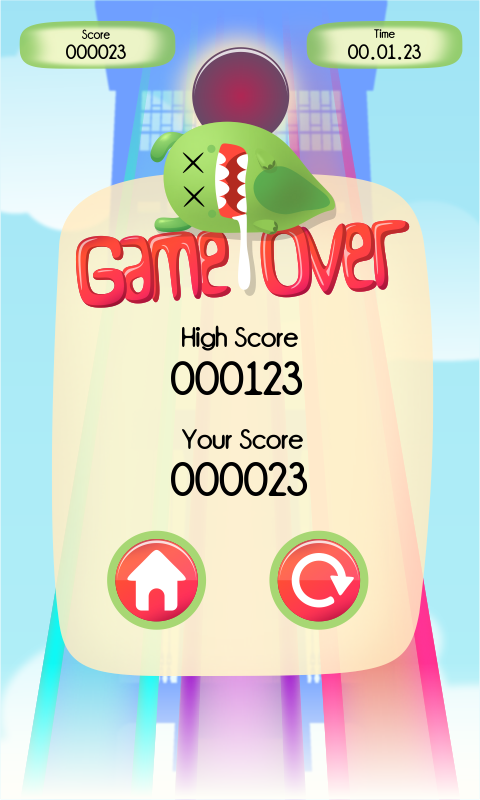 Score
000023
Time
00.01.23
Game Over
High Score
000123
Your Score
000023